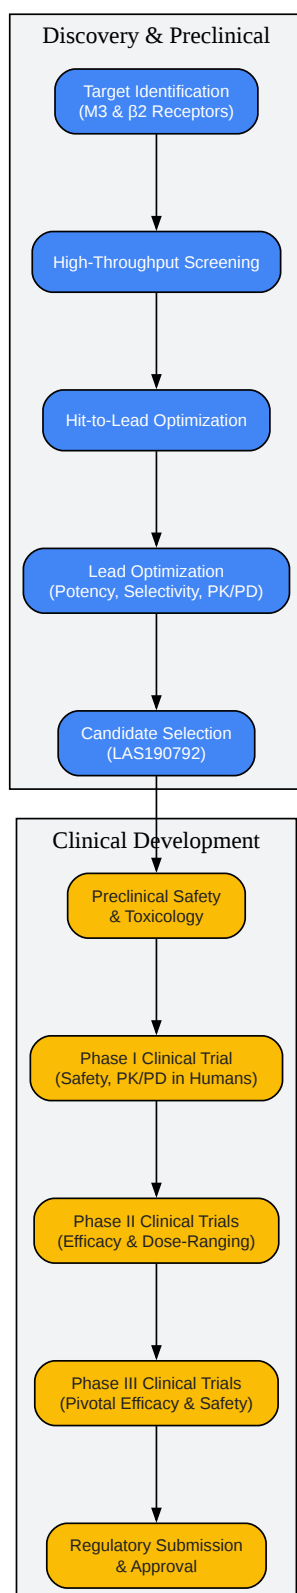 Discovery & Preclinical
Target Identification
(M3 & β2 Receptors)
High-Throughput Screening
Hit-to-Lead Optimization
Lead Optimization
(Potency, Selectivity, PK/PD)
Candidate Selection
(LAS190792)
Clinical Development
Preclinical Safety
& Toxicology
Phase I Clinical Trial
(Safety, PK/PD in Humans)
Phase II Clinical Trials
(Efficacy & Dose-Ranging)
Phase III Clinical Trials
(Pivotal Efficacy & Safety)
Regulatory Submission
& Approval